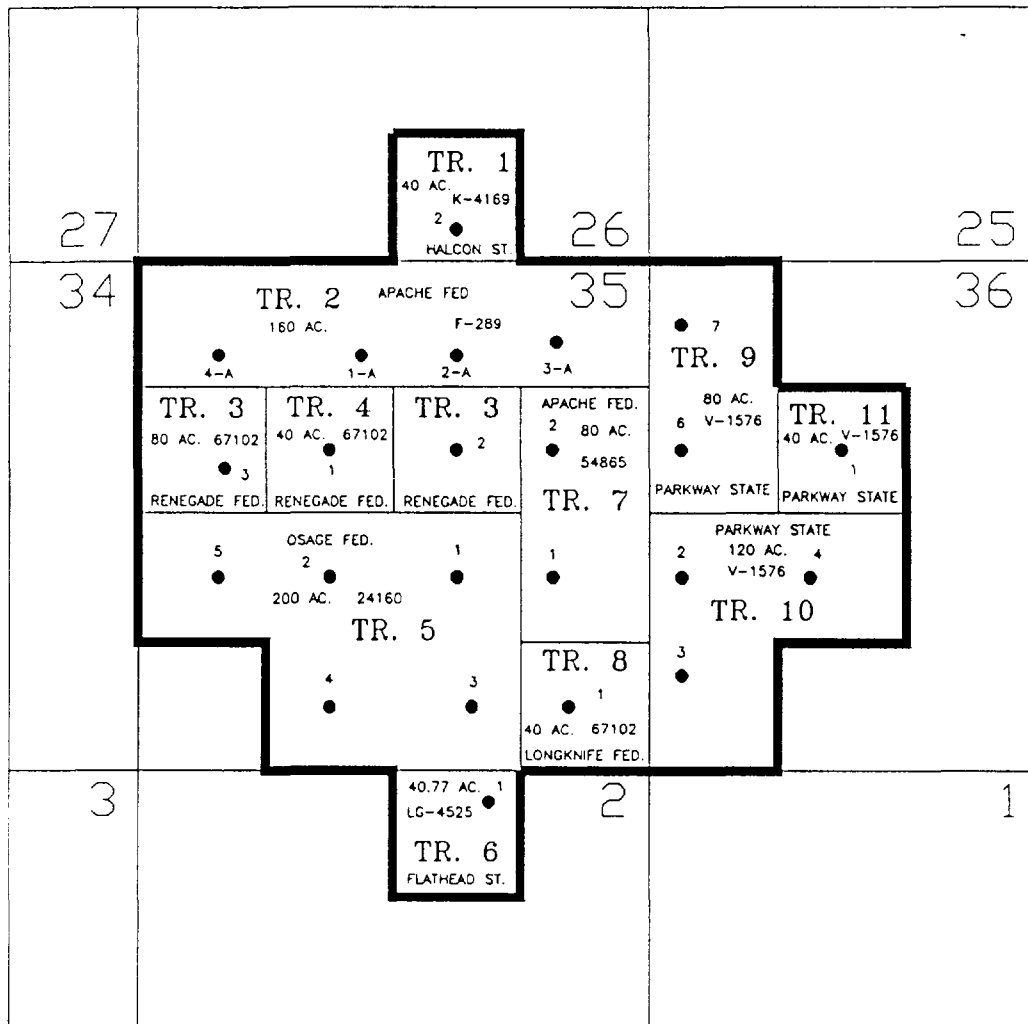 TR. 1
40 AC.
K-4169
2
HALCON ST.
27
26
25
34
35
36
TR. 2
APACHE FED
160 AC.
F-289
4-A
1-A
2-A
3-A
7
TR. 9
80 AC.
V-1576
6
PARKWAY STATE
TR. 3
80 AC. 67102
3
RENEGADE FED.
TR. 4
40 AC. 67102
1
RENEGADE FED.
TR. 3
2
RENEGADE FED.
APACHE FED.
2
80 AC.
54865
TR. 7
1
TR. 11
40 AC. V-1576
1
PARKWAY STATE
OSAGE FED.
5
2
1
200 AC. 24160
TR. 5
4
3
PARKWAY STATE
120 AC.
V-1576
2
4
TR. 10
3
TR. 8
1
40 AC. 67102
LONGKNIFE FED.
3
2
1
40.77 AC.
1
LG-4525
TR. 6
FLATHEAD ST.